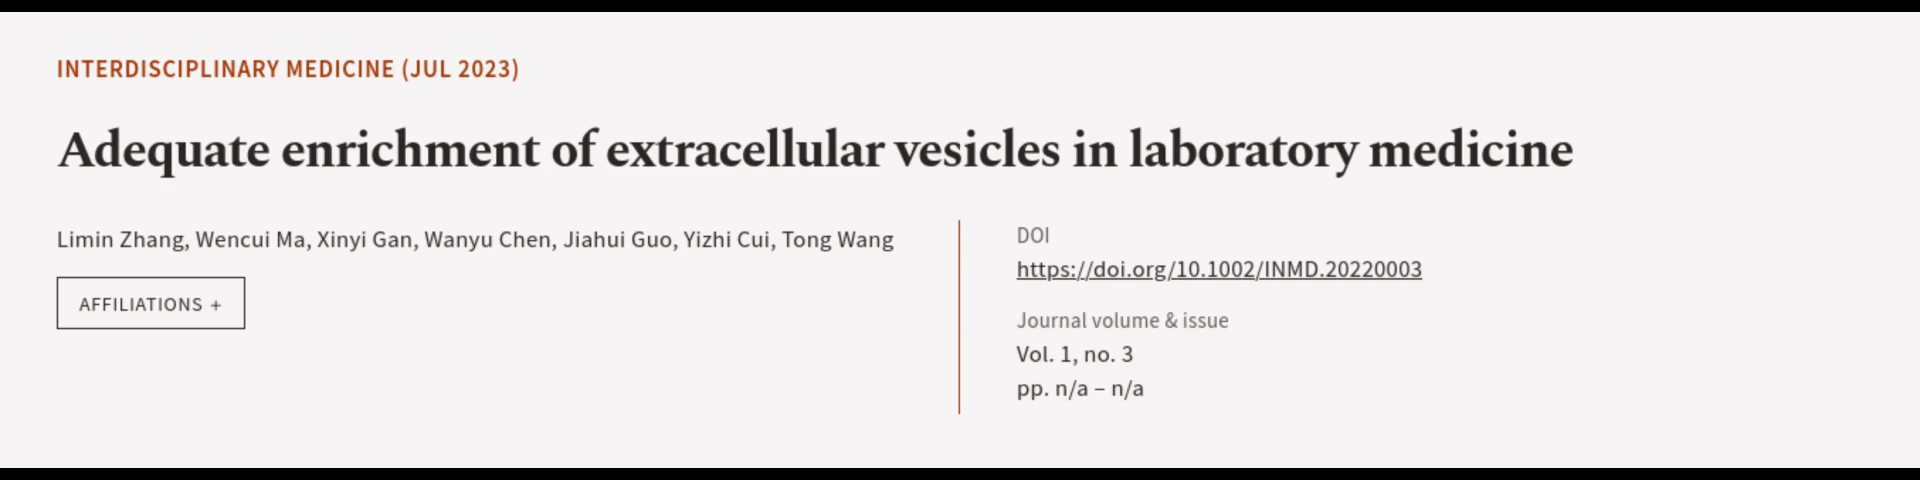 INTERDISCIPLINARY MEDICINE (JUL 2023)
Adequate enrichment of extracellular vesicles in laboratory medicine
Limin Zhang, Wencui Ma, Xinyi Gan, Wanyu Chen, Jiahui Guo, Yizhi Cui, Tong Wang
AFFILIATIONS +
DOI
https://doi.org/10.1002/INMD.20220003
Journal volume & issue
Vol. 1, no. 3
pp. n/a – n/a